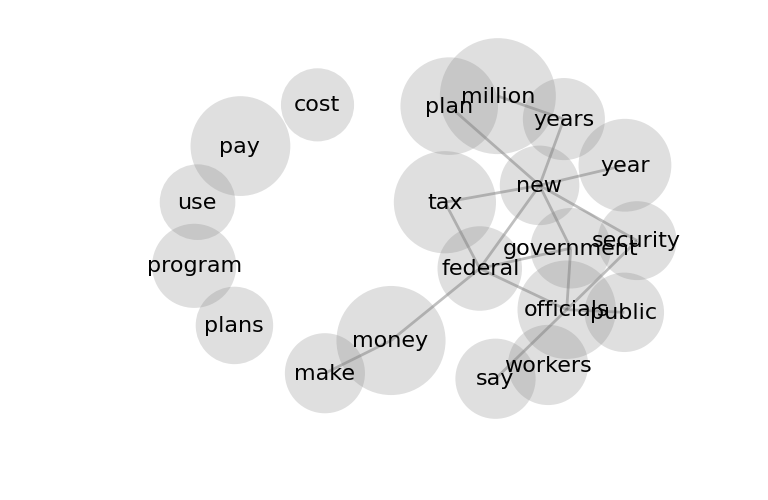 million
cost
plan
years
pay
year
new
use
tax
security
government
program
federal
officials
public
plans
money
workers
make
say